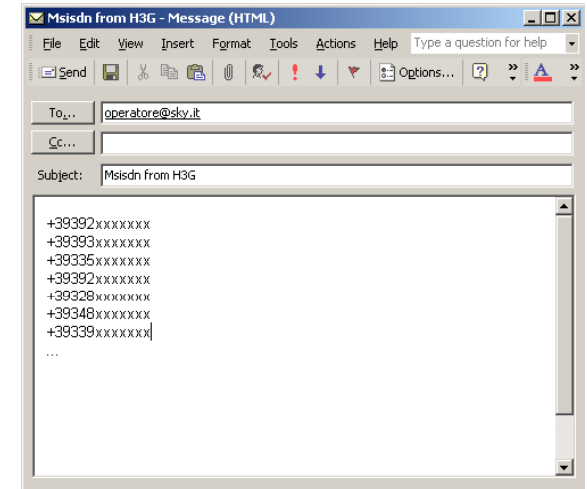 Msisdn from H3G - Message (HTML)
File Edit View Insert Format Tools Actions Help Type a question for help
Send Options... A
To... operatore@sky.it
Cc...
Subject: Msisdn from H3G
+39392xxxxxxx
+39393xxxxxxx
+39335xxxxxxx
+39392xxxxxxx
+39328xxxxxxx
+39348xxxxxxx
+39339xxxxxxx
...